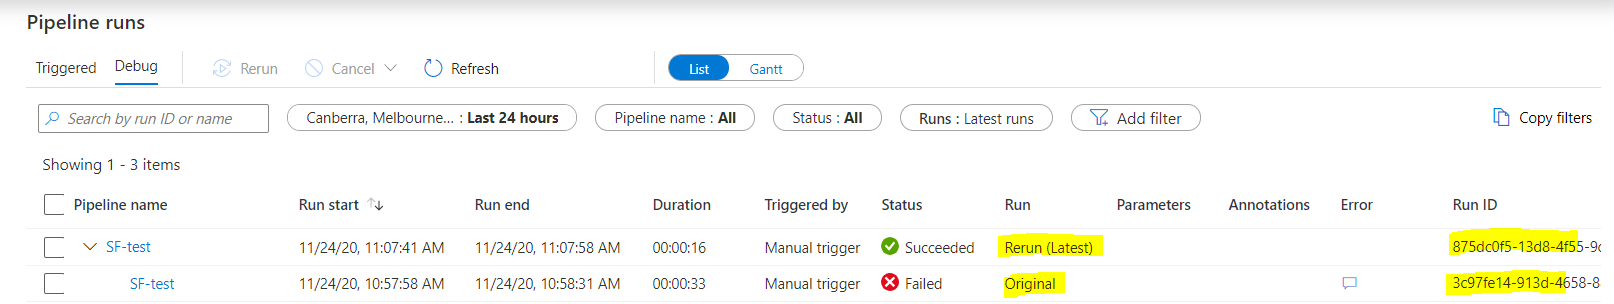 Pipeline runs
Triggered Debug Rerun Cancel Refresh List Gantt
Search by run ID or name Canberra, Melbourne... : Last 24 hours Pipeline name : All Status : All Runs : Latest runs Add filter Copy filters
Showing 1 - 3 items
Pipeline name Run start ↑↓ Run end Duration Triggered by Status Run Parameters Annotations Error Run ID
SF-test 11/24/20, 11:07:41 AM 11/24/20, 11:07:58 AM 00:00:16 Manual trigger Succeeded Rerun (Latest) 875dc0f5-13d8-4f55-9c
SF-test 11/24/20, 10:57:58 AM 11/24/20, 10:58:31 AM 00:00:33 Manual trigger Failed Original 3c97fe14-913d-4658-8